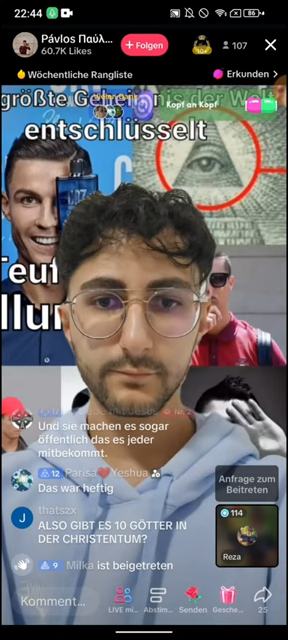 22:44
86
Pávlos Παύλ...
60.7K Likes
+ Folgen
107
Wöchentliche Rangliste
Erkunden >
größte Geheimnis der Welt
entschlüsselt
Kopf an Kopf
Und sie machen es sogar
öffentlich das es jeder
mitbekommt.
12 Parisa❤️Yeshua
Das war heftig
J
thatszx
ALSO GIBT ES 10 GÖTTER IN
DER CHRISTENTUM?
9 Milka ist beigetreten
Anfrage zum
Beitreten
114
Reza
Komment...
LIVE mi...
Abstim...
Senden
Gesche...
25